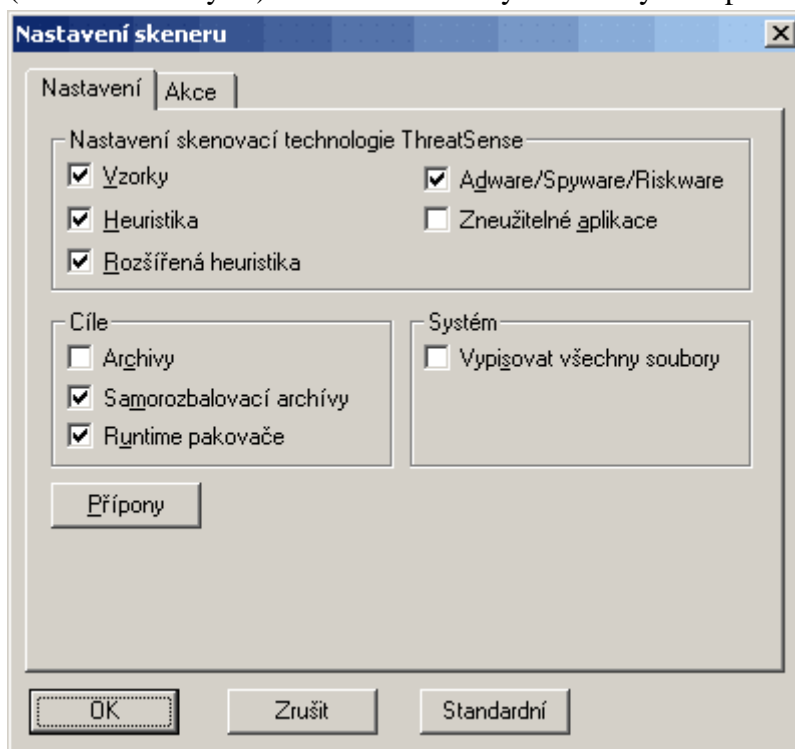 Nastavení skeneru
Nastavení Akce
Nastavení skenovací technologie ThreatSense
Vzorky
Adware/Spyware/Riskware
Heuristika
Zneužitelné aplikace
Rozšířená heuristika
Cíle
Systém
Archivy
Vypisovat všechny soubory
Samorozbalovací archívy
Runtime pakovače
Přípony
OK Zrušit Standardní